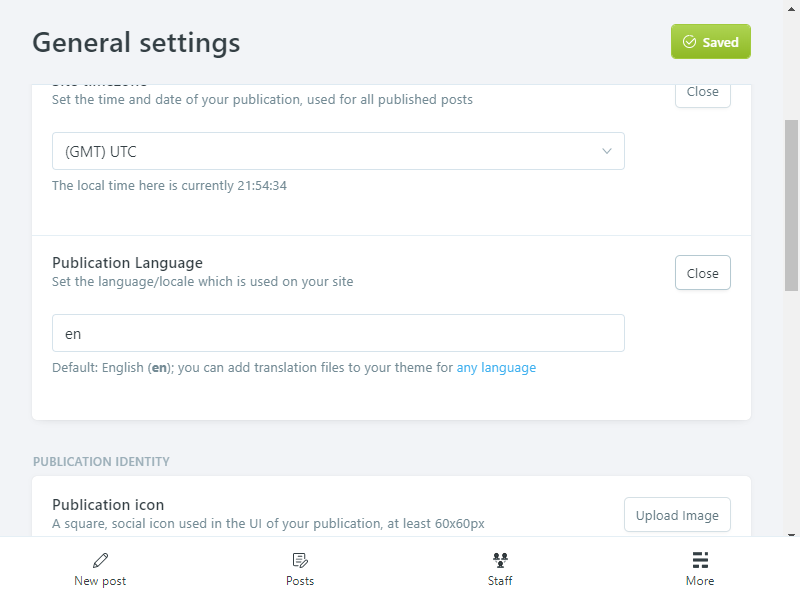 General settings
Saved
Set the time and date of your publication, used for all published posts
Close
(GMT) UTC
The local time here is currently 21:54:34
Publication Language
Set the language/locale which is used on your site
Close
en
Default: English (en); you can add translation files to your theme for any language
PUBLICATION IDENTITY
Publication icon
A square, social icon used in the UI of your publication, at least 60x60px
Upload Image
New post
Posts
Staff
More